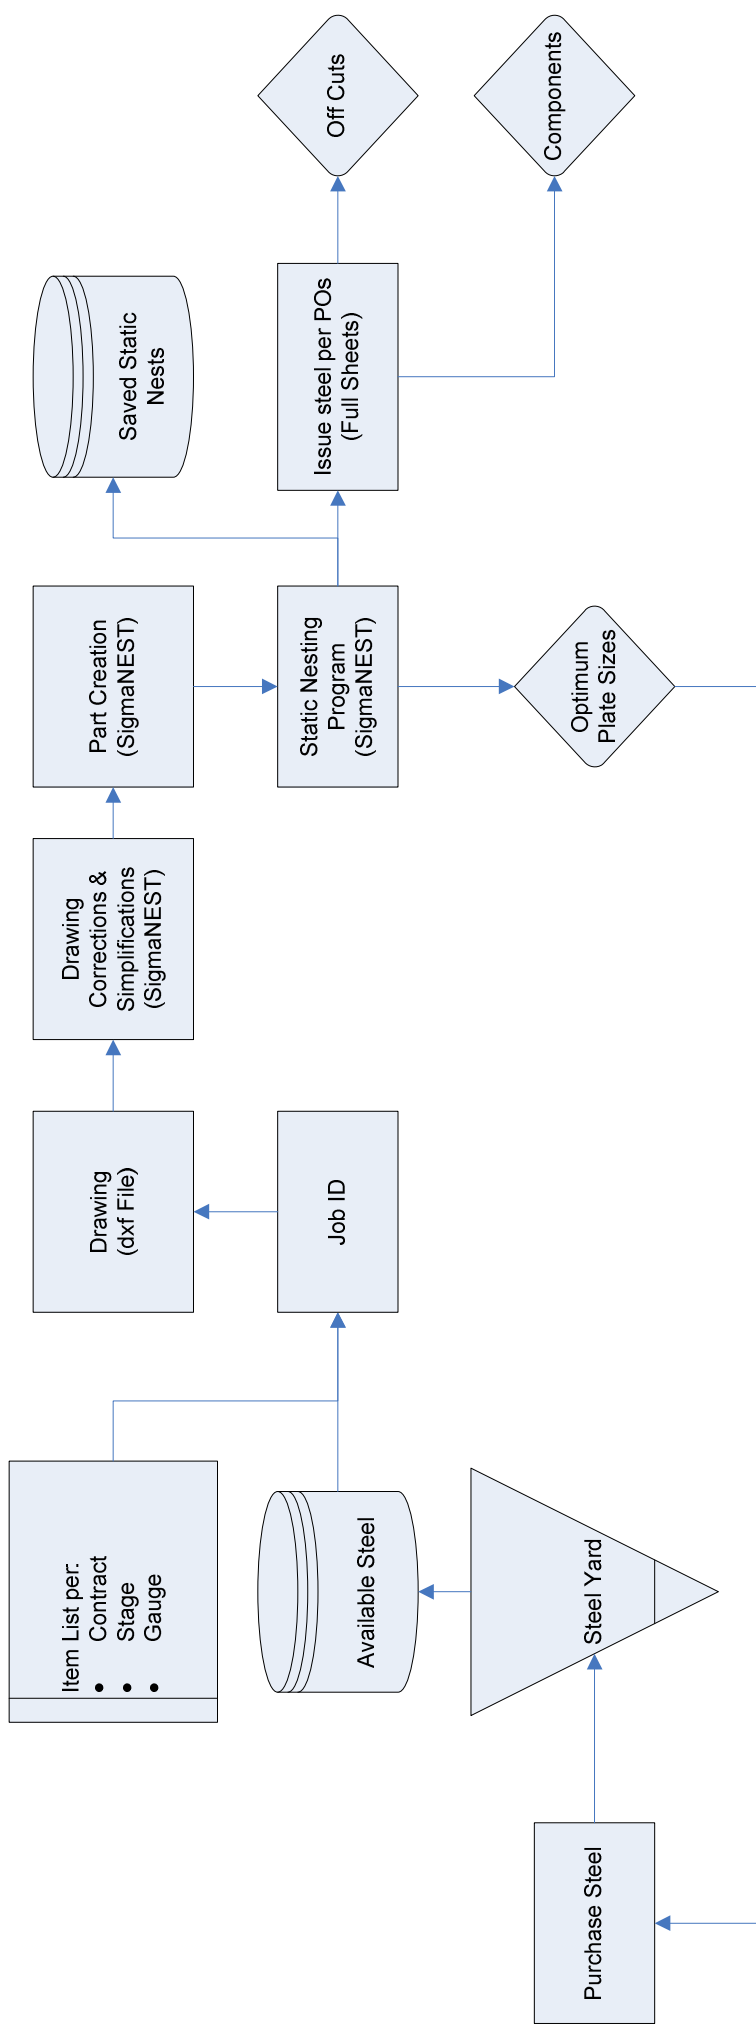 Item List per:
• Contract
• Stage
• Gauge
Drawing
(dxf File)
Drawing
Corrections &
Simplifications
(SigmaNEST)
Part Creation
(SigmaNEST)
Saved Static
Nests
Available Steel
Job ID
Static Nesting
Program
(SigmaNEST)
Issue steel per POs
(Full Sheets)
Off Cuts
Purchase Steel
Steel Yard
Optimum
Plate Sizes
Components